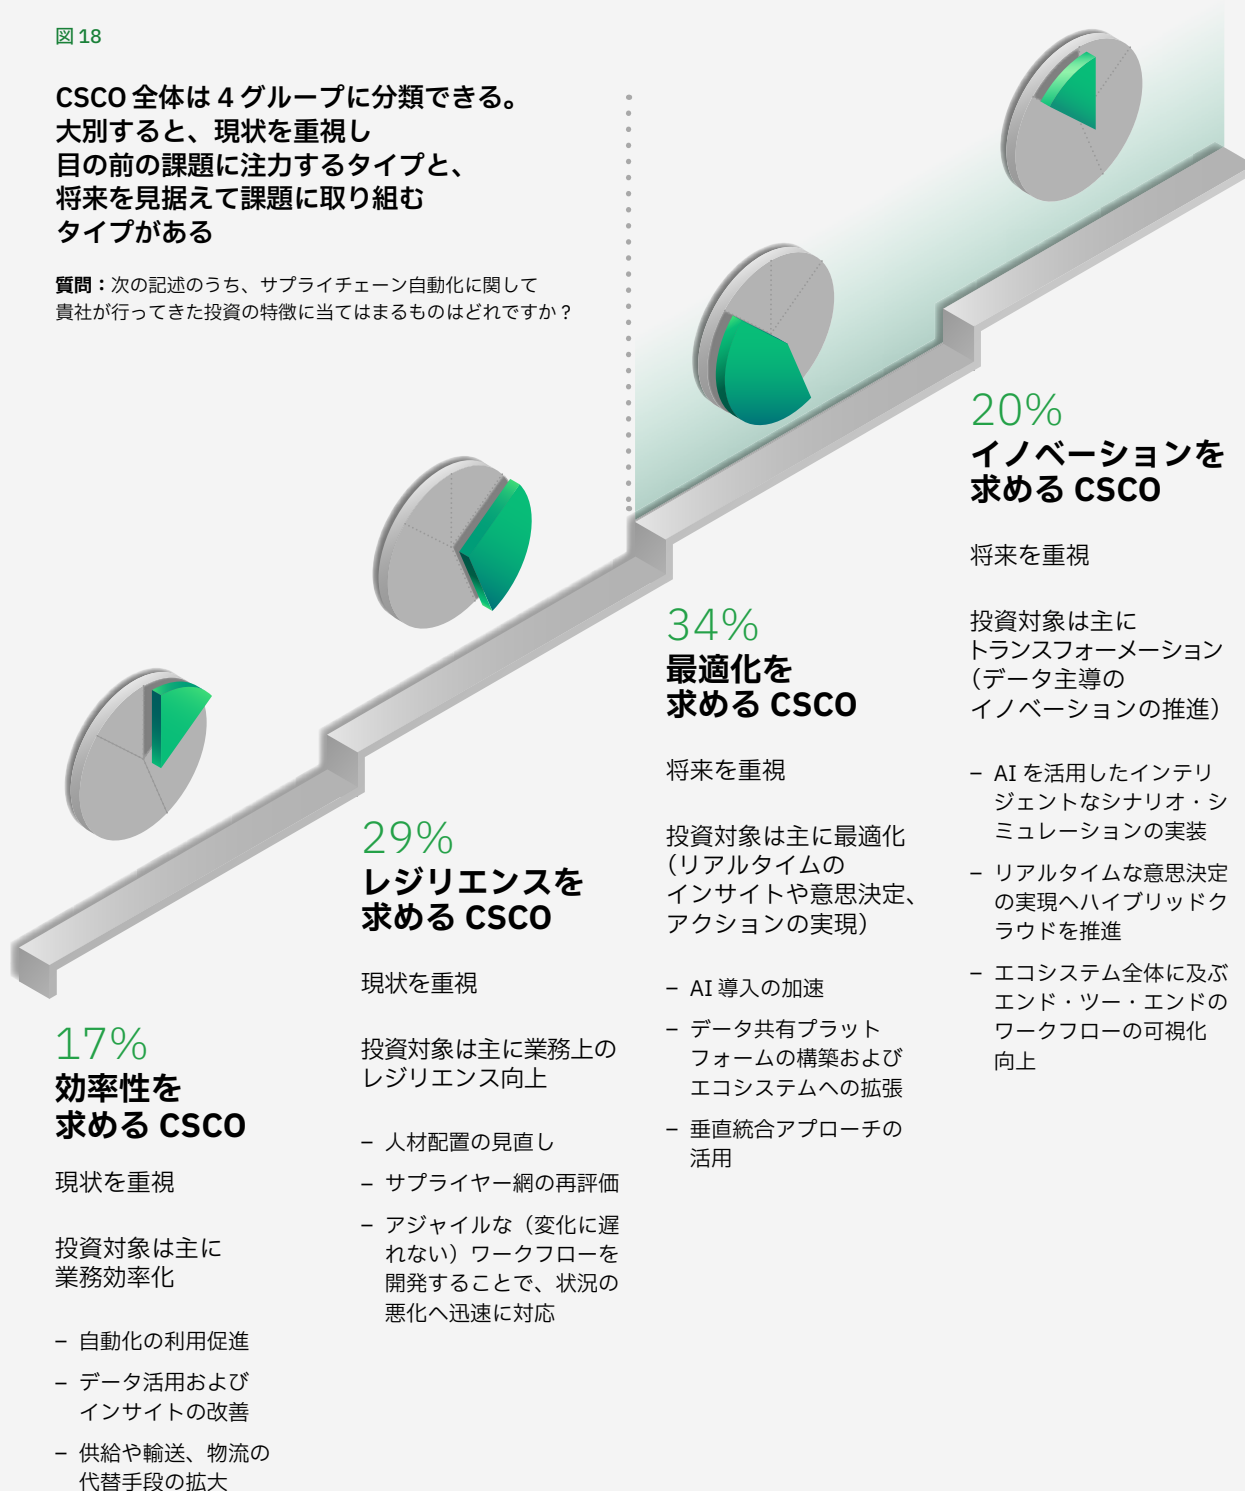 図 18
CSCO 全体は 4 グループに分類できる。
大別すると、現状を重視し
目の前の課題に注力するタイプと、
将来を見据えて課題に取り組む
タイプがある
質問：次の記述のうち、サプライチェーン自動化に関して
貴社が行ってきた投資の特徴に当てはまるものはどれですか？
17%
効率性を
求める CSCO
現状を重視
投資対象は主に
業務効率化
– 自動化の利用促進
– データ活用および
インサイトの改善
– 供給や輸送、物流の
代替手段の拡大
29%
レジリエンスを
求める CSCO
現状を重視
投資対象は主に業務上の
レジリエンス向上
– 人材配置の見直し
– サプライヤー網の再評価
– アジャイルな（変化に遅
れない）ワークフローを
開発することで、状況の
悪化へ迅速に対応
34%
最適化を
求める CSCO
将来を重視
投資対象は主に最適化
（リアルタイムの
インサイトや意思決定、
アクションの実現）
– AI 導入の加速
– データ共有プラット
フォームの構築および
エコシステムへの拡張
– 垂直統合アプローチの
活用
20%
イノベーションを
求める CSCO
将来を重視
投資対象は主に
トランスフォーメーション
（データ主導の
イノベーションの推進）
– AI を活用したインテリ
ジェントなシナリオ・シ
ミュレーションの実装
– リアルタイムな意思決定
の実現へハイブリッドク
ラウドを推進
– エコシステム全体に及ぶ
エンド・ツー・エンドの
ワークフローの可視化
向上